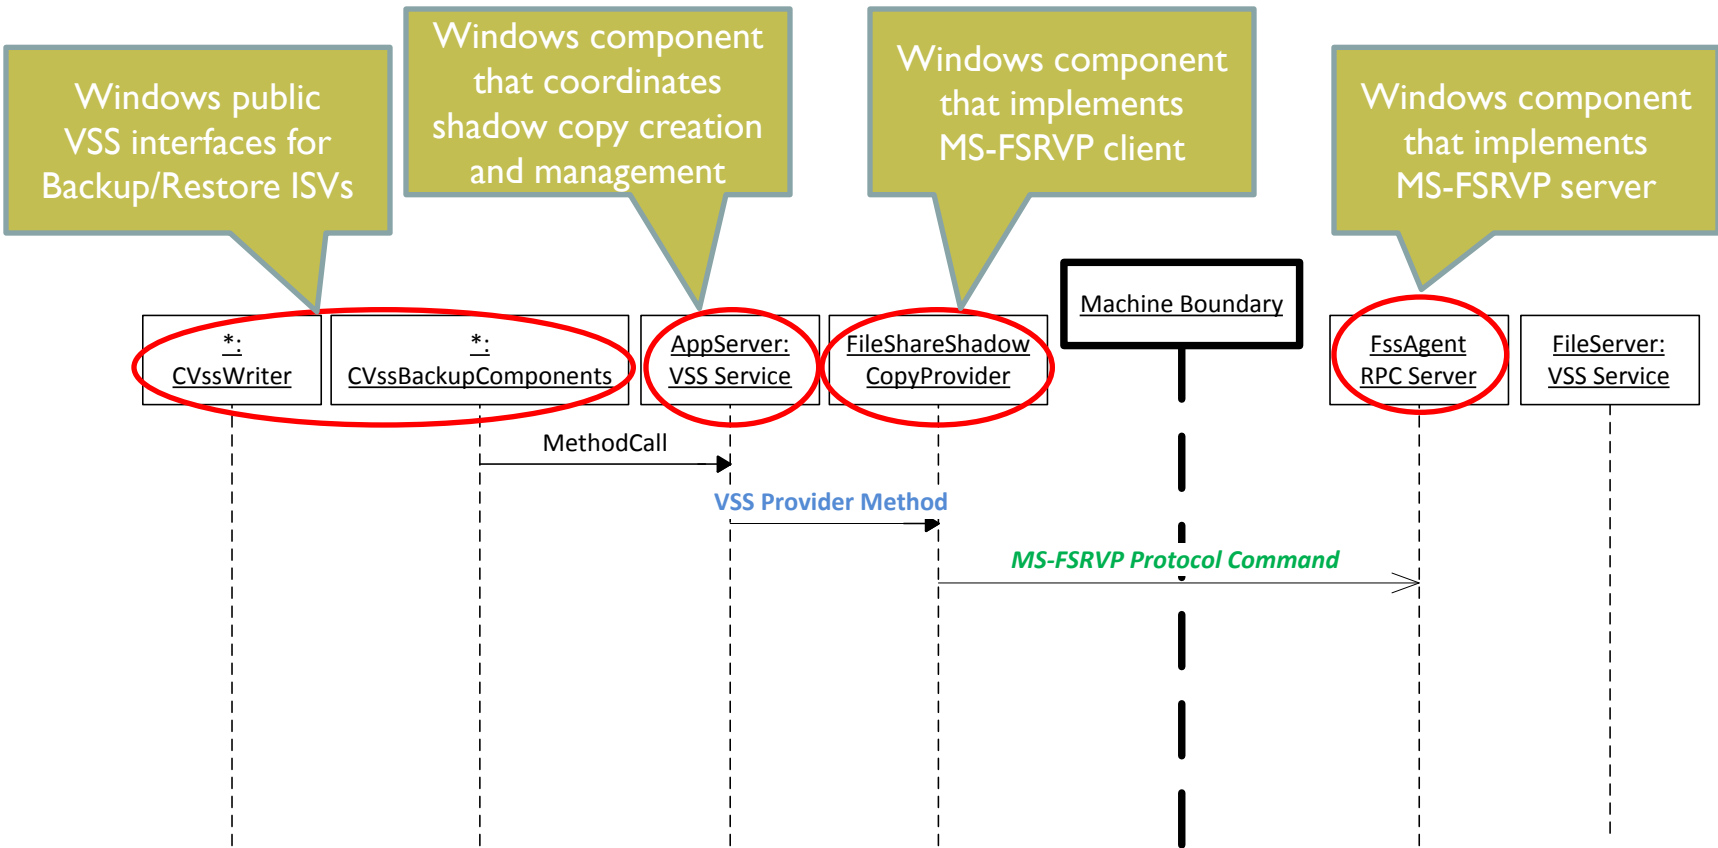 Windows public
VSS interfaces for
Backup/Restore ISVs
Windows component
that coordinates
shadow copy creation
and management
Windows component
that implements
MS-FSRVP client
Windows component
that implements
MS-FSRVP server
*:
CVssWriter
*:
CVssBackupComponents
AppServer:
VSS Service
FileShareShadow
CopyProvider
Machine Boundary
FssAgent
RPC Server
FileServer:
VSS Service
MethodCall
VSS Provider Method
MS-FSRVP Protocol Command